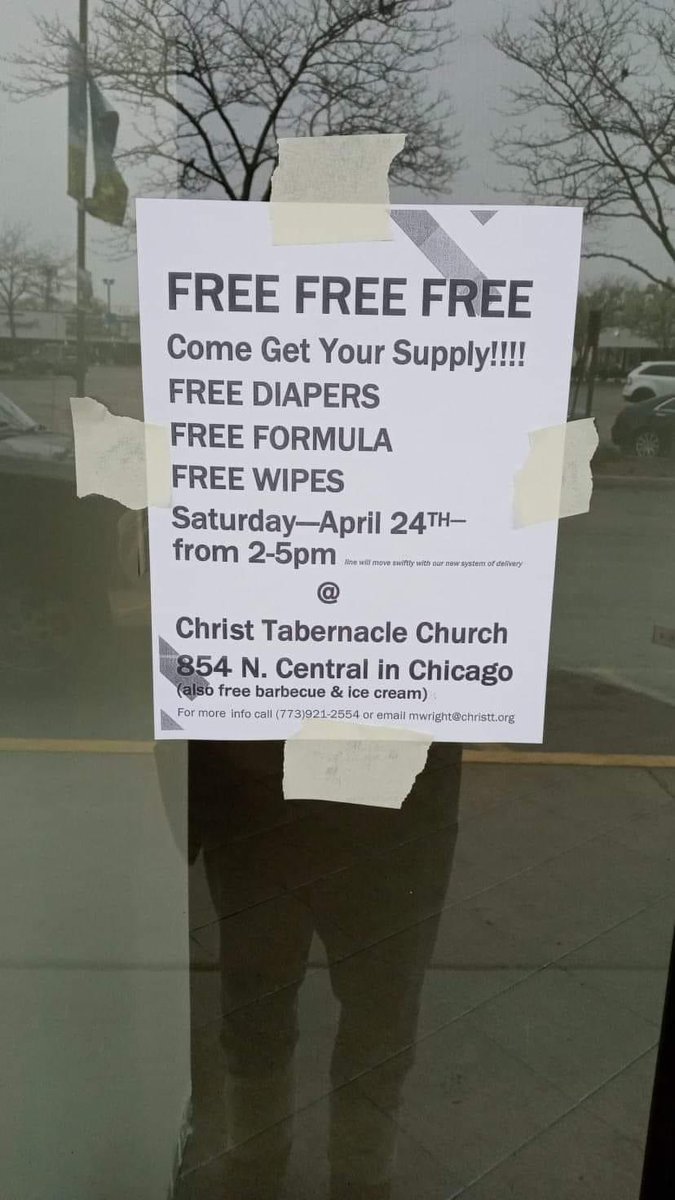 FREE FREE FREE
Come Get Your Supply!!!!
FREE DIAPERS
FREE FORMULA
FREE WIPES
Saturday—April 24TH—
from 2-5pm line will move swiftly with our new system of delivery
@
Christ Tabernacle Church
854 N. Central in Chicago
(also free barbecue & ice cream)
For more info call (773)921-2554 or email mwright@christt.org